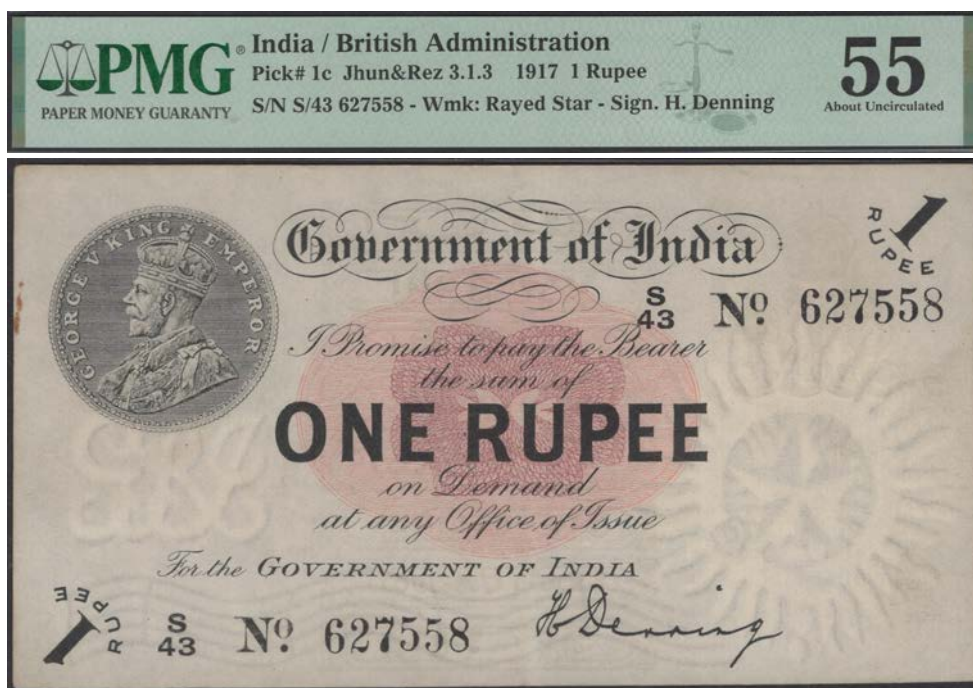 PMG®
PAPER MONEY GUARANTY
India / British Administration
Pick# 1c Jhun&Rez 3.1.3 1917 1 Rupee
S/N S/43 627558 - Wmk: Rayed Star - Sign. H. Denning
55
About Uncirculated
GEORGE V KING EMPEROR
Government of India
1 RUPEE
S
43 Nº 627558
I Promise to pay the Bearer
the sum of
ONE RUPEE
on Demand
at any Office of Issue
For the GOVERNMENT OF INDIA
1 RUPEE
S
43 Nº 627558
H Denning